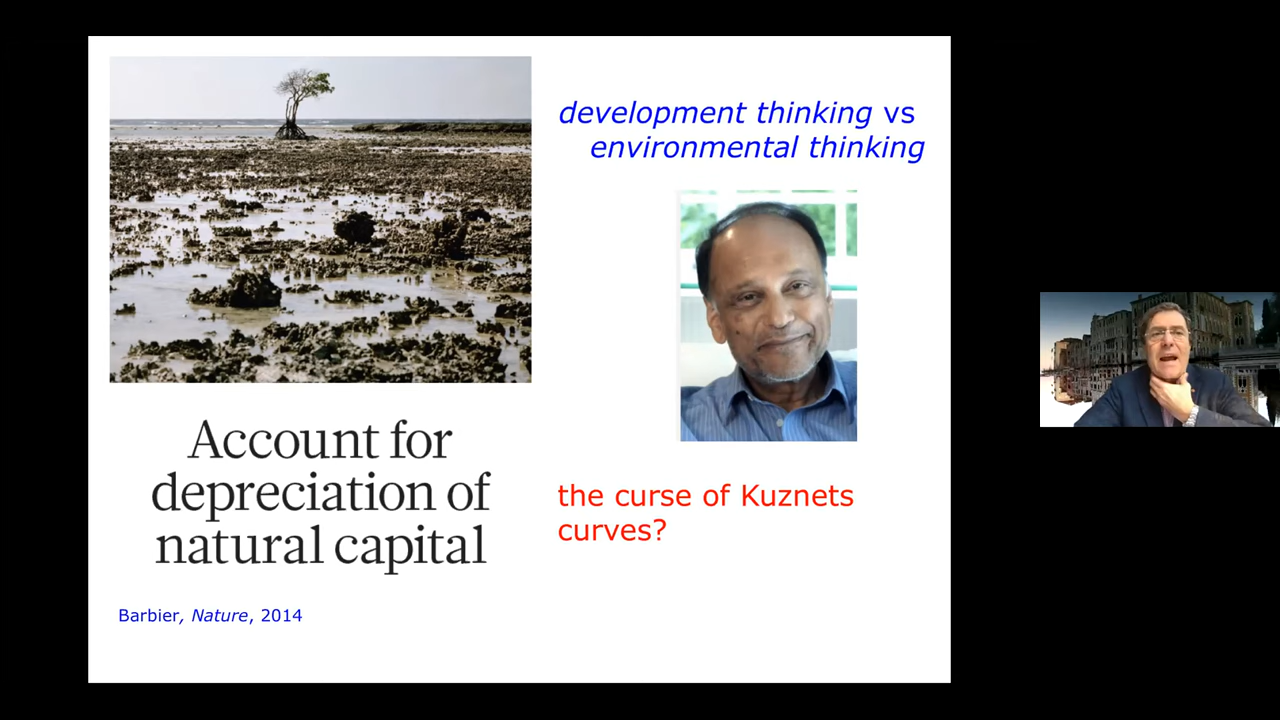 development thinking vs
environmental thinking
Account for
depreciation of
natural capital
the curse of Kuznets
curves?
Barbier, Nature, 2014